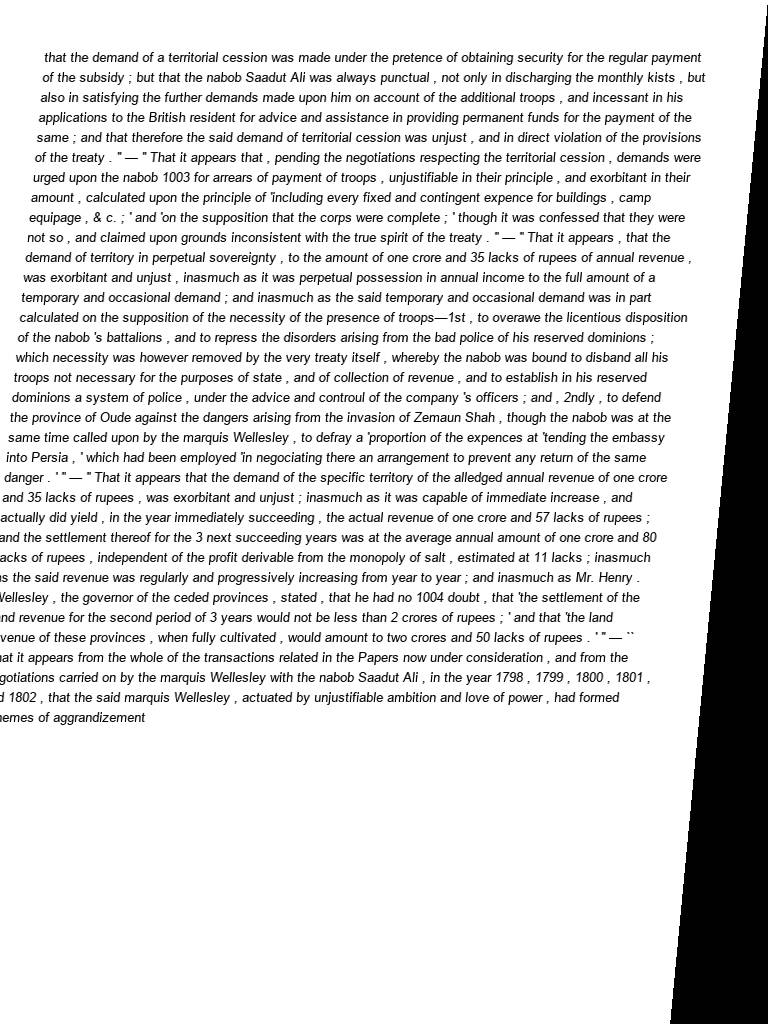 that the demand of a territorial cession was made under the pretence of obtaining security for the regular payment
of the subsidy ; but that the nabob Saadut Ali was always punctual , not only in discharging the monthly kists , but
also in satisfying the further demands made upon him on account of the additional troops , and incessant in his
applications to the British resident for advice and assistance in providing permanent funds for the payment of the
same ; and that therefore the said demand of territorial cession was unjust , and in direct violation of the provisions
of the treaty . " — " That it appears that , pending the negotiations respecting the territorial cession , demands were
urged upon the nabob 1003 for arrears of payment of troops , unjustifiable in their principle , and exorbitant in their
amount , calculated upon the principle of 'including every fixed and contingent expence for buildings , camp
equipage , & c. ; ' and 'on the supposition that the corps were complete ; ' though it was confessed that they were
not so , and claimed upon grounds inconsistent with the true spirit of the treaty . " — " That it appears , that the
demand of territory in perpetual sovereignty , to the amount of one crore and 35 lacks of rupees of annual revenue ,
was exorbitant and unjust , inasmuch as it was perpetual possession in annual income to the full amount of a
temporary and occasional demand ; and inasmuch as the said temporary and occasional demand was in part
calculated on the supposition of the necessity of the presence of troops—1st , to overawe the licentious disposition
of the nabob 's battalions , and to repress the disorders arising from the bad police of his reserved dominions ;
which necessity was however removed by the very treaty itself , whereby the nabob was bound to disband all his
troops not necessary for the purposes of state , and of collection of revenue , and to establish in his reserved
dominions a system of police , under the advice and controul of the company 's officers ; and , 2ndly , to defend
the province of Oude against the dangers arising from the invasion of Zemaun Shah , though the nabob was at the
same time called upon by the marquis Wellesley , to defray a 'proportion of the expences at 'tending the embassy
into Persia , ' which had been employed 'in negociating there an arrangement to prevent any return of the same
danger . ' " — " That it appears that the demand of the specific territory of the alledged annual revenue of one crore
and 35 lacks of rupees , was exorbitant and unjust ; inasmuch as it was capable of immediate increase , and
actually did yield , in the year immediately succeeding , the actual revenue of one crore and 57 lacks of rupees ;
and the settlement thereof for the 3 next succeeding years was at the average annual amount of one crore and 80
acks of rupees , independent of the profit derivable from the monopoly of salt , estimated at 11 lacks ; inasmuch
s the said revenue was regularly and progressively increasing from year to year ; and inasmuch as Mr. Henry .
Vellesley , the governor of the ceded provinces , stated , that he had no 1004 doubt , that 'the settlement of the
nd revenue for the second period of 3 years would not be less than 2 crores of rupees ; ' and that 'the land
venue of these provinces , when fully cultivated , would amount to two crores and 50 lacks of rupees . ' " — ``
at it appears from the whole of the transactions related in the Papers now under consideration , and from the
gotiations carried on by the marquis Wellesley with the nabob Saadut Ali , in the year 1798 , 1799 , 1800 , 1801 ,
d 1802 , that the said marquis Wellesley , actuated by unjustifiable ambition and love of power , had formed
emes of aggrandizement